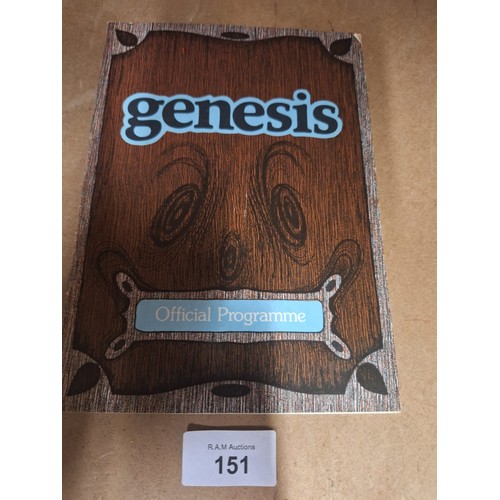 genesis
Official Programme
R.A.M Auctions
151